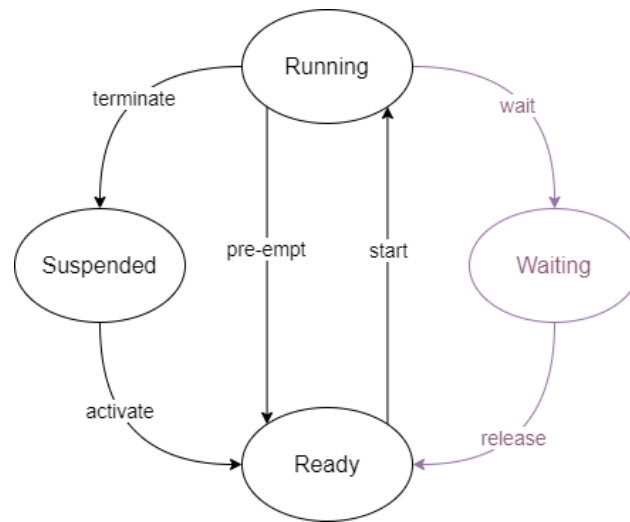 Running
terminate
wait
Suspended
pre-empt
start
Waiting
activate
release
Ready